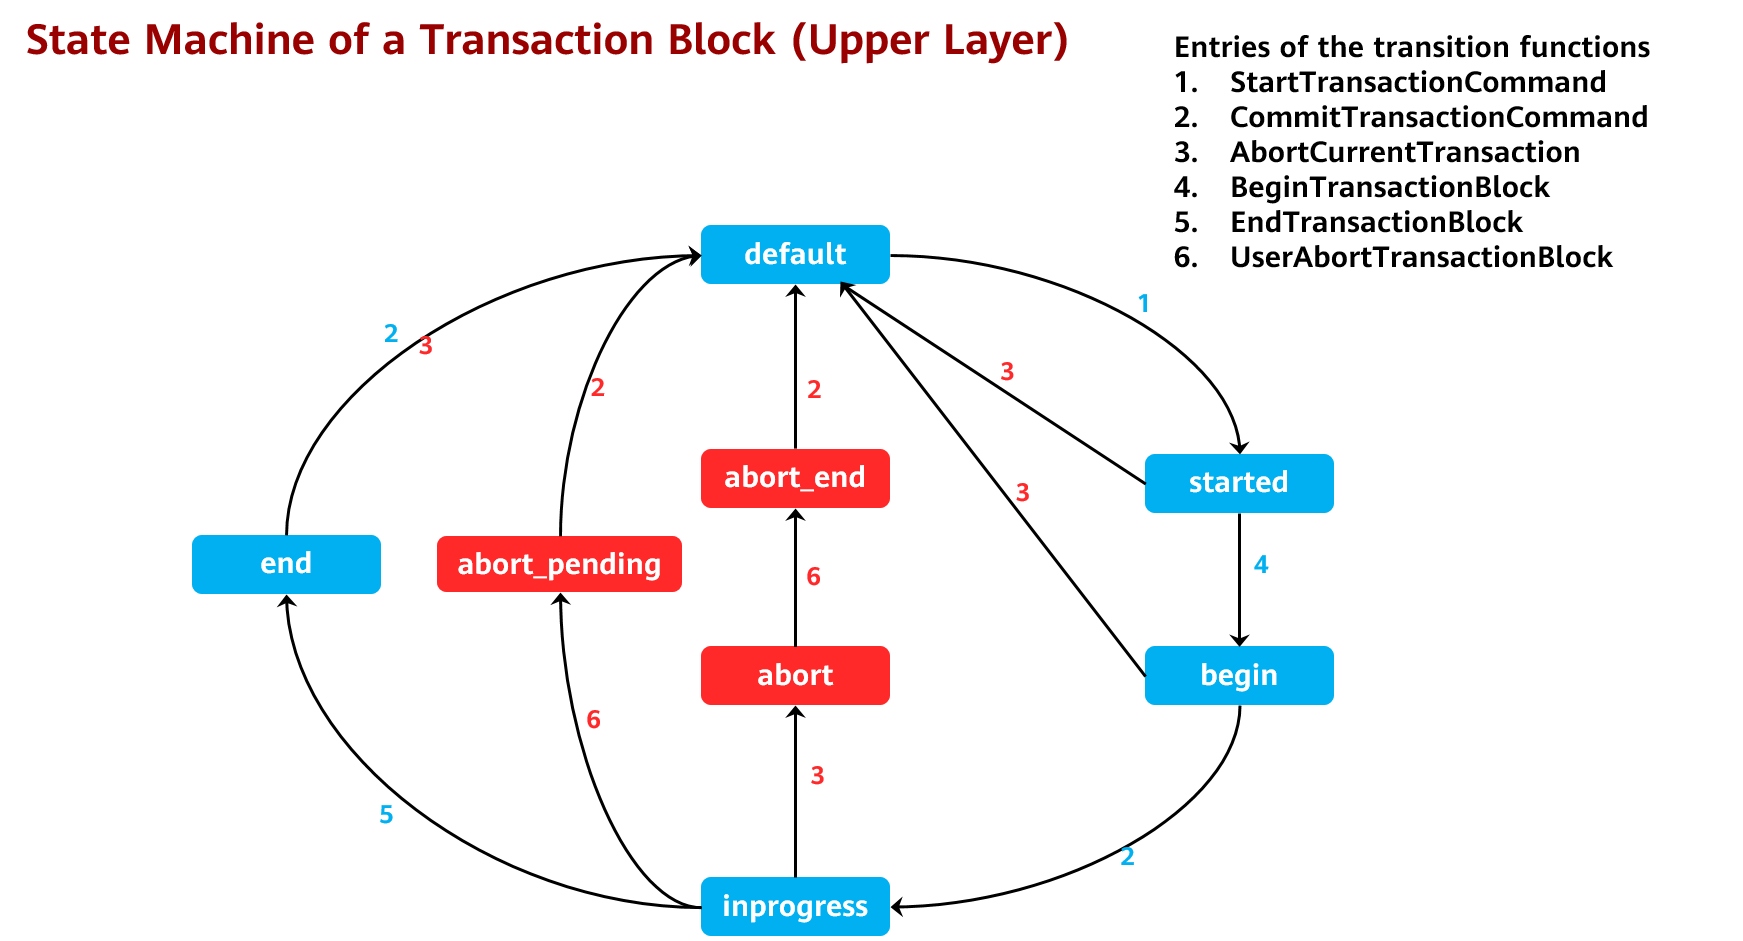 State Machine of a Transaction Block (Upper Layer)
Entries of the transition functions
1. StartTransactionCommand
2. CommitTransactionCommand
3. AbortCurrentTransaction
4. BeginTransactionBlock
5. EndTransactionBlock
6. UserAbortTransactionBlock
default
1
2
3
2
2
3
abort_end
started
3
end
abort_pending
6
4
abort
begin
6
3
5
2
inprogress